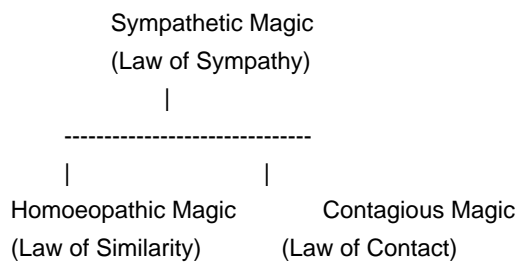 Sympathetic Magic
(Law of Sympathy)
|
-------------------------------
| |
Homoeopathic Magic Contagious Magic
(Law of Similarity) (Law of Contact)